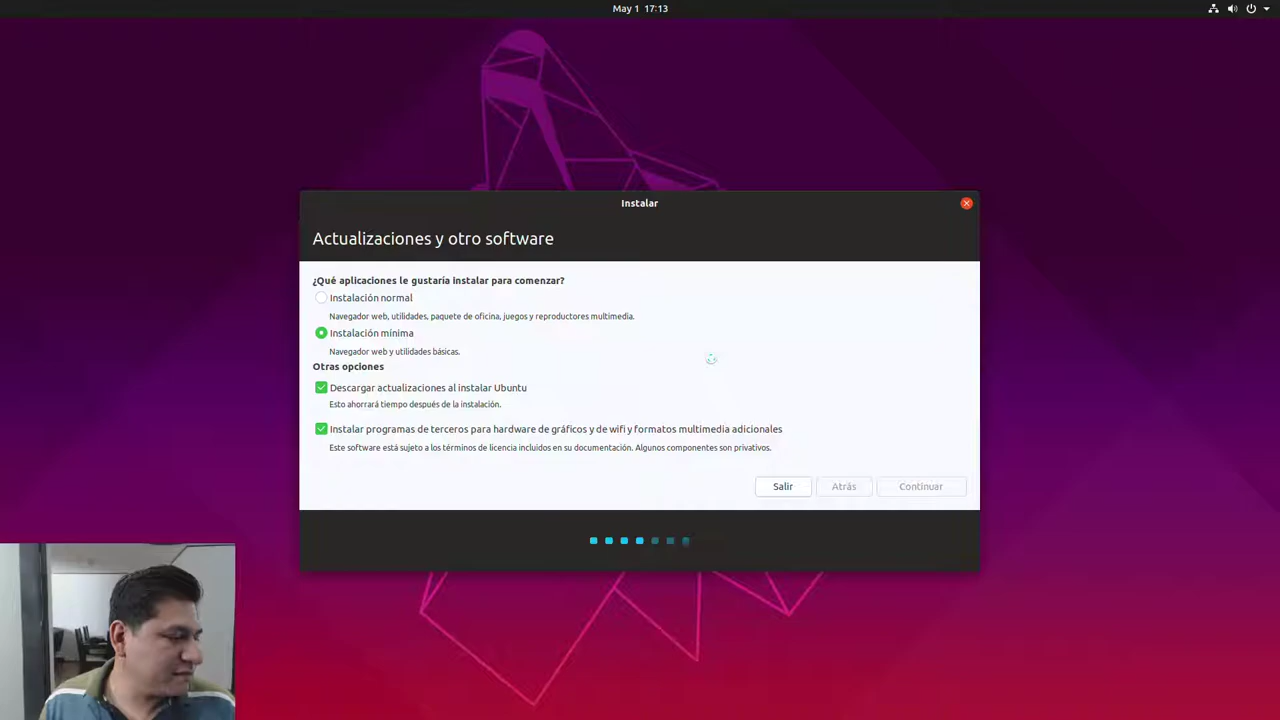 May 1 17:13
Instalar
Actualizaciones y otro software
¿Qué aplicaciones le gustaría instalar para comenzar?
Instalación normal
Navegador web, utilidades, paquete de oficina, juegos y reproductores multimedia.
Instalación mínima
Navegador web y utilidades básicas.
Otras opciones
Descargar actualizaciones al instalar Ubuntu
Esto ahorrará tiempo después de la instalación.
Instalar programas de terceros para hardware de gráficos y de wifi y formatos multimedia adicionales
Este software está sujeto a los términos de licencia incluidos en su documentación. Algunos componentes son privativos.
Salir Atrás Continuar